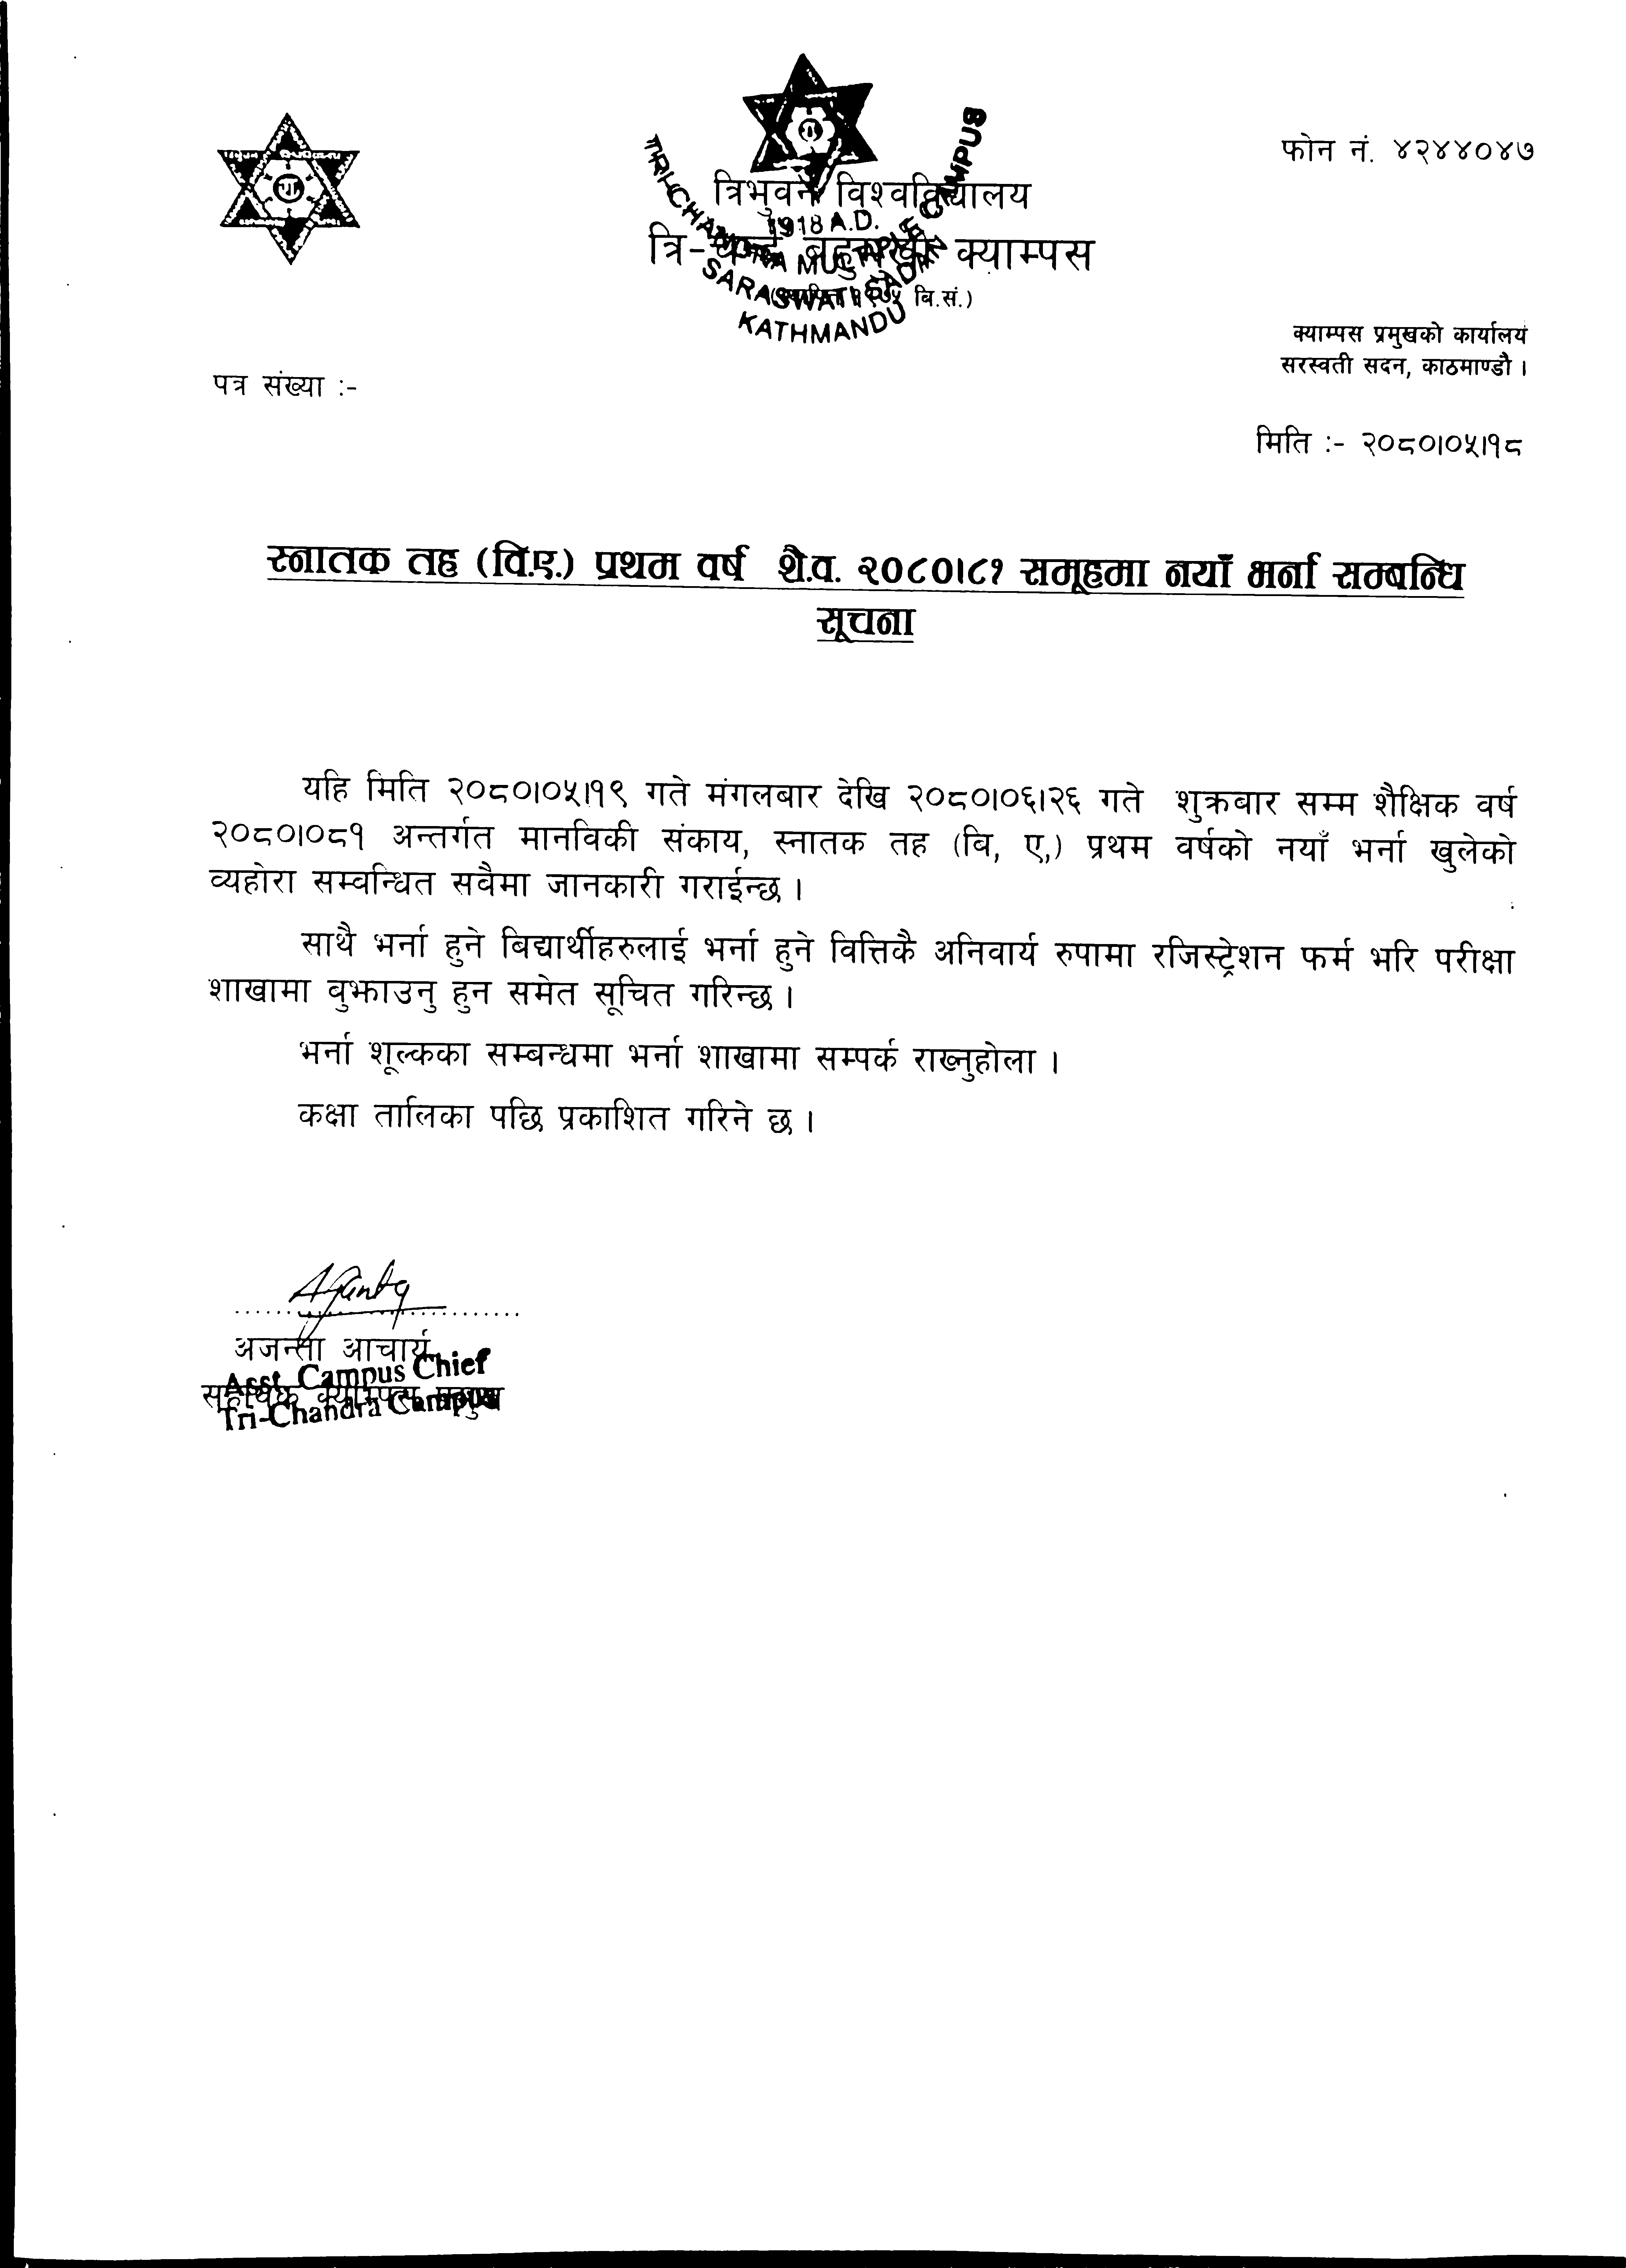 फोन नं. ४२४४०४७
त्रिभुवन विश्वविद्यालय
1918 A.D.
त्रि-चन्द्र बहुमुखी क्याम्पस
TRI-CHANDRA MULTIPLE CAMPUS
SARASWATI SADAN
(स्थापित १९७५ बि.सं.)
KATHMANDU
क्याम्पस प्रमुखको कार्यालय
सरस्वती सदन, काठमाण्डौ ।
पत्र संख्या :-
मिति :- २०८०।०५।१८
स्नातक तह (वि.ए.) प्रथम वर्ष शै.व. २०८०।८१ समूहमा नयाँ भर्ना सम्बन्धि
सूचना
यहि मिति २०८०।०५।१९ गते मंगलबार देखि २०८०।०६।२६ गते शुक्रबार सम्म शैक्षिक वर्ष
२०८०।०८१ अन्तर्गत मानविकी संकाय, स्नातक तह (बि, ए,) प्रथम वर्षको नयाँ भर्ना खुलेको
व्यहोरा सम्वन्धित सवैमा जानकारी गराईन्छ ।
साथै भर्ना हुने बिद्यार्थीहरुलाई भर्ना हुने वित्तिकै अनिवार्य रुपामा रजिस्ट्रेशन फर्म भरि परीक्षा
शाखामा वुझाउनु हुन समेत सूचित गरिन्छ ।
भर्ना शूल्कका सम्बन्धमा भर्ना शाखामा सम्पर्क राख्नुहोला ।
कक्षा तालिका पछि प्रकाशित गरिने छ ।
अजन्ता आचार्य
Asst. Campus Chief
सहायक क्याम्पस प्रमुख
Tri-Chandra Campus